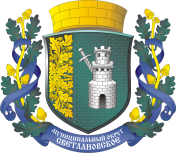 МУНИЦИПАЛЬНЫЙ ОКРУГ
СВЕТЛАНОВСКОЕ